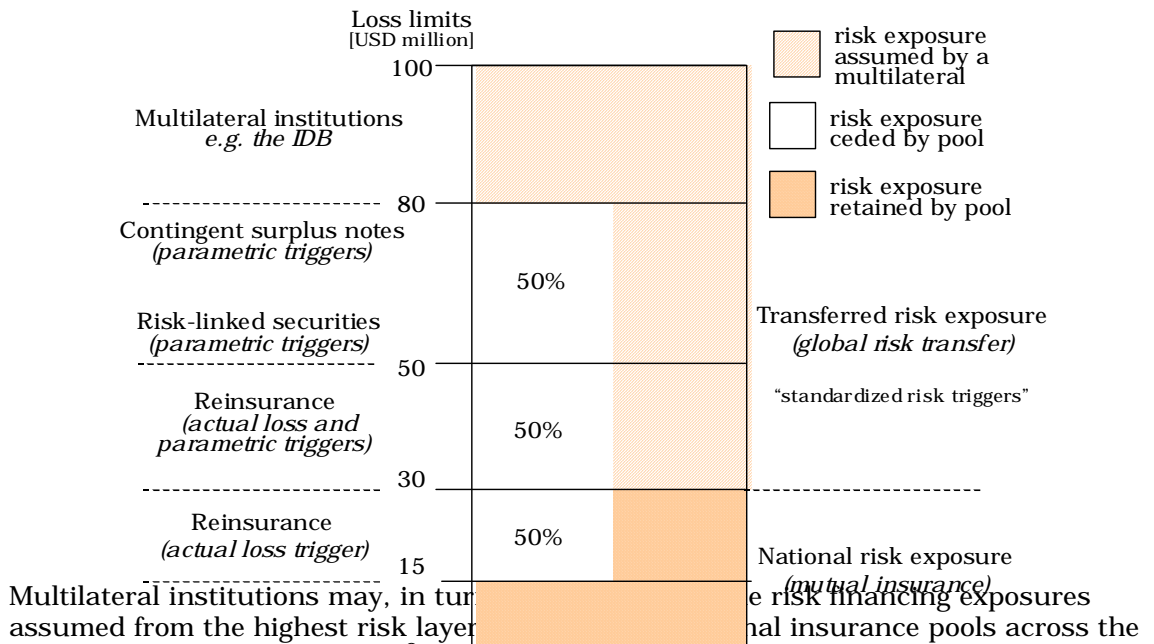 Loss limits
[USD million]
100
Multilateral institutions
e.g. the IDB
80
Contingent surplus notes
(parametric triggers)
50%
Risk-linked securities
(parametric triggers)
50
Reinsurance
(actual loss and
parametric triggers)
50%
30
Reinsurance
(actual loss trigger)
50%
15
risk exposure
assumed by a
multilateral
risk exposure
ceded by pool
risk exposure
retained by pool
Transferred risk exposure
(global risk transfer)
“standardized risk triggers”
National risk exposure
(mutual insurance)
Multilateral institutions may, in risk financing exposures
assumed from the highest risk insurance pools across the